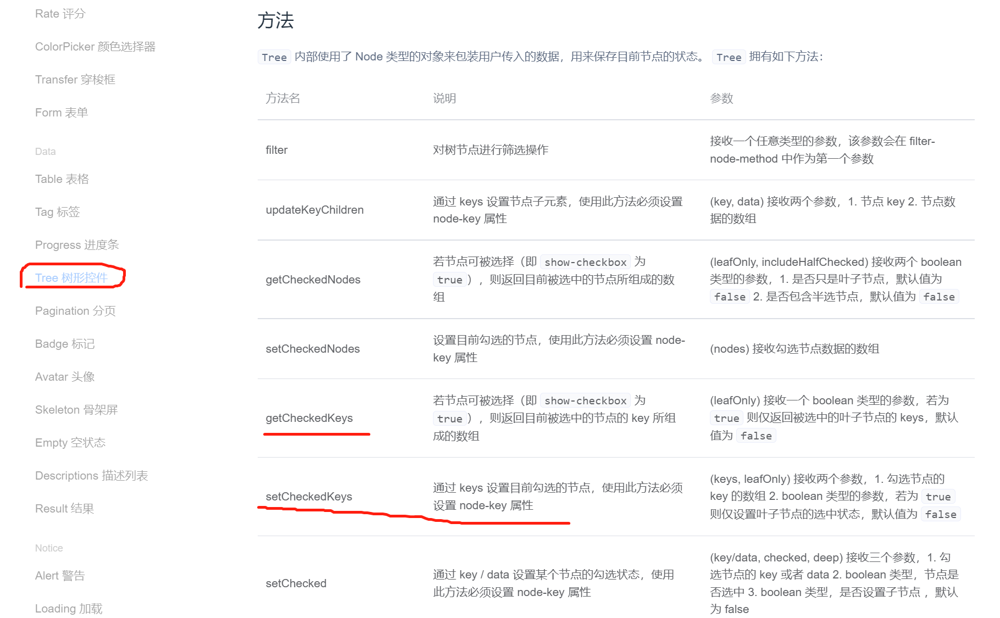 Rate 评分
ColorPicker 颜色选择器
Transfer 穿梭框
Form 表单
Data
Table 表格
Tag 标签
Progress 进度条
Tree 树形控件
Pagination 分页
Badge 标记
Avatar 头像
Skeleton 骨架屏
Empty 空状态
Descriptions 描述列表
Result 结果
Notice
Alert 警告
Loading 加载
方法
Tree 内部使用了 Node 类型的对象来包装用户传入的数据，用来保存目前节点的状态。 Tree 拥有如下方法：
方法名 说明 参数
filter
对树节点进行筛选操作
接收一个任意类型的参数，该参数会在 filter-
node-method 中作为第一个参数
updateKeyChildren
通过 keys 设置节点子元素，使用此方法必须设置
node-key 属性
(key, data) 接收两个参数，1. 节点 key 2. 节点数
据的数组
getCheckedNodes
若节点可被选择（即 show-checkbox 为
true），则返回目前被选中的节点所组成的数
组
(leafOnly, includeHalfChecked) 接收两个 boolean
类型的参数，1. 是否只是叶子节点，默认值为
false 2. 是否包含半选节点，默认值为 false
setCheckedNodes
设置目前勾选的节点，使用此方法必须设置 node-
key 属性
(nodes) 接收勾选节点数据的数组
getCheckedKeys
若节点可被选择（即 show-checkbox 为
true），则返回目前被选中的节点的 key 所组
成的数组
(leafOnly) 接收一个 boolean 类型的参数，若为
true 则仅返回被选中的叶子节点的 keys，默认
值为 false
setCheckedKeys
通过 keys 设置目前勾选的节点，使用此方法必须
设置 node-key 属性
(keys, leafOnly) 接收两个参数，1. 勾选节点的
key 的数组 2. boolean 类型的参数，若为 true
则仅设置叶子节点的选中状态，默认值为 false
setChecked
通过 key / data 设置某个节点的勾选状态，使用
此方法必须设置 node-key 属性
(key/data, checked, deep) 接收三个参数，1. 勾
选节点的 key 或者 data 2. boolean 类型，节点是
否选中 3. boolean 类型，是否设置子节点 ，默认
为 false